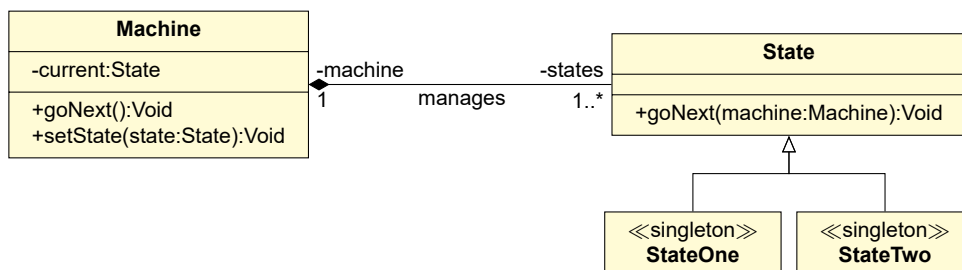 Machine
-current:State
+goNext():Void
+setState(state:State):Void
-machine
-states
1
manages
1..*
State
+goNext(machine:Machine):Void
≪singleton≫
StateOne
≪singleton≫
StateTwo